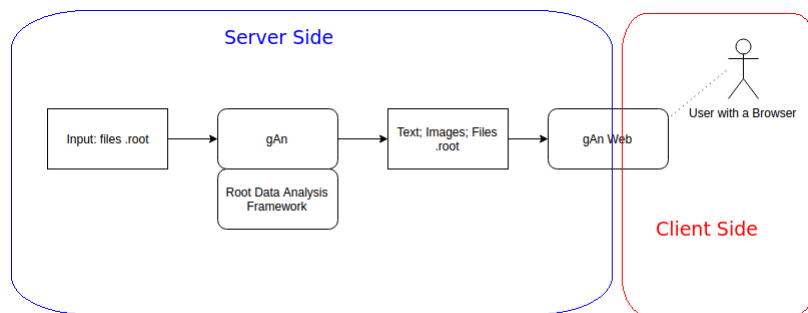 Server Side
Input: files .root
gAn
Root Data Analysis
Framework
Text; Images; Files
.root
gAn Web
User with a Browser
Client Side